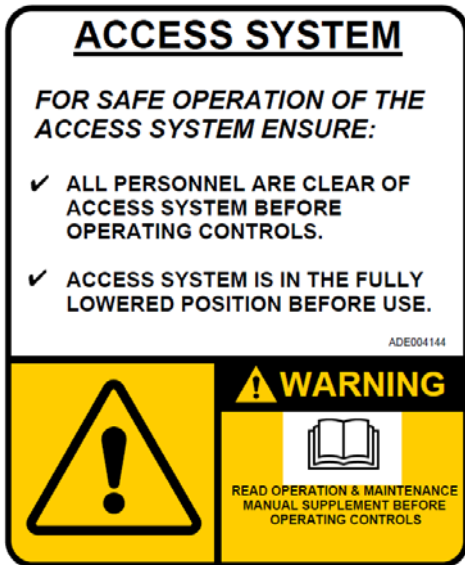 ACCESS SYSTEM
FOR SAFE OPERATION OF THE
ACCESS SYSTEM ENSURE:
✔ ALL PERSONNEL ARE CLEAR OF
ACCESS SYSTEM BEFORE
OPERATING CONTROLS.
✔ ACCESS SYSTEM IS IN THE FULLY
LOWERED POSITION BEFORE USE.
ADE004144
WARNING
READ OPERATION & MAINTENANCE
MANUAL SUPPLEMENT BEFORE
OPERATING CONTROLS